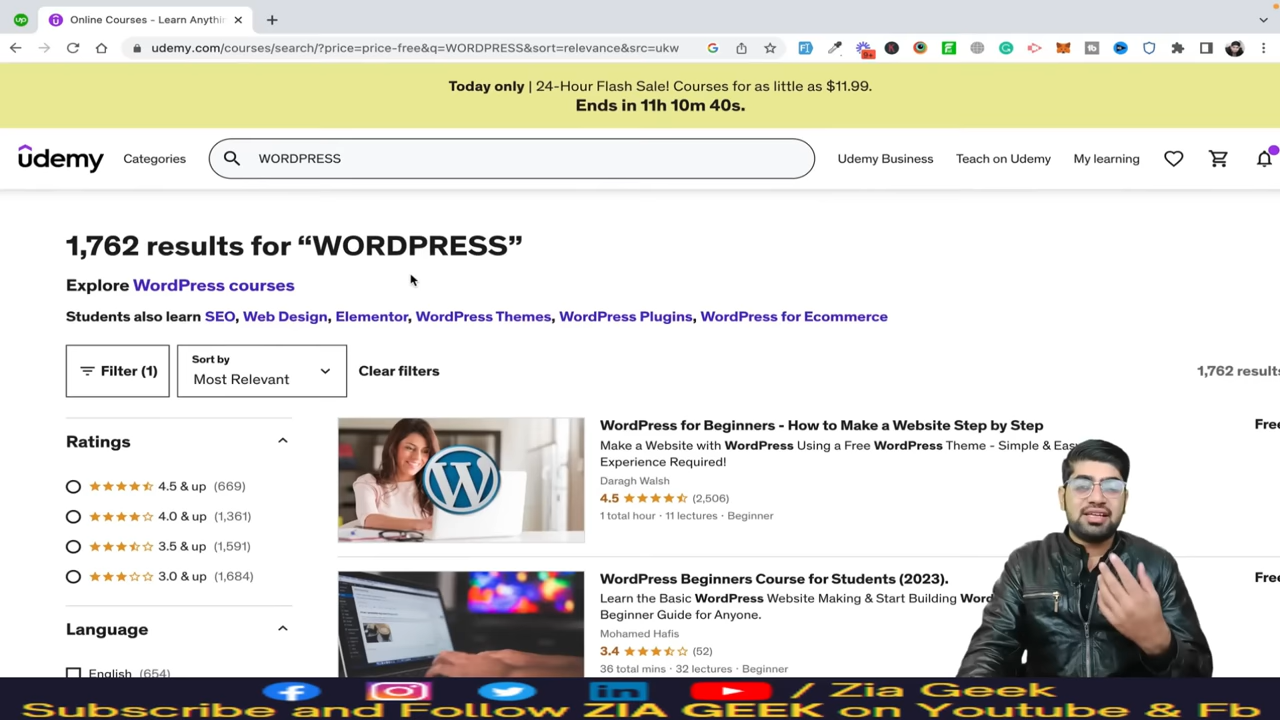 Online Courses - Learn Anythi
udemy.com/courses/search/?price=price-free&q=WORDPRESS&sort=relevance&src=ukw
Today only | 24-Hour Flash Sale! Courses for as little as $11.99.
Ends in 11h 10m 40s.
udemy
Categories
WORDPRESS
Udemy Business
Teach on Udemy
My learning
1,762 results for “WORDPRESS”
Explore WordPress courses
Students also learn SEO, Web Design, Elementor, WordPress Themes, WordPress Plugins, WordPress for Ecommerce
Filter (1)
Sort by
Most Relevant
Clear filters
1,762 results
Ratings
4.5 & up (669)
4.0 & up (1,361)
3.5 & up (1,591)
3.0 & up (1,684)
Language
English (654)
WordPress for Beginners - How to Make a Website Step by Step
Free
Make a Website with WordPress Using a Free WordPress Theme - Simple & Easy
Experience Required!
Daragh Walsh
4.5 (2,506)
1 total hour · 11 lectures · Beginner
WordPress Beginners Course for Students (2023).
Free
Learn the Basic WordPress Website Making & Start Building Word
Beginner Guide for Anyone.
Mohamed Hafis
3.4 (52)
36 total mins · 32 lectures · Beginner
/ Zia Geek
Subscribe and Follow ZIA GEEK on Youtube & Fb